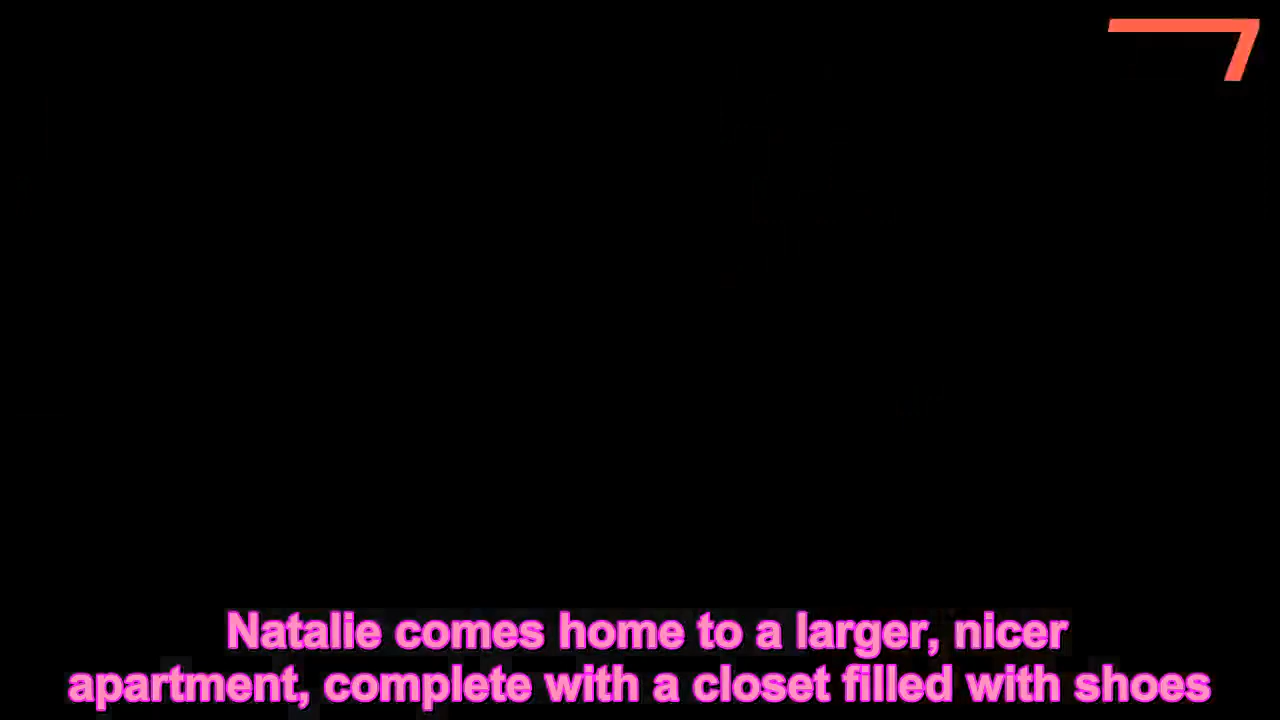 Natalie comes home to a larger, nicer
apartment, complete with a closet filled with shoes